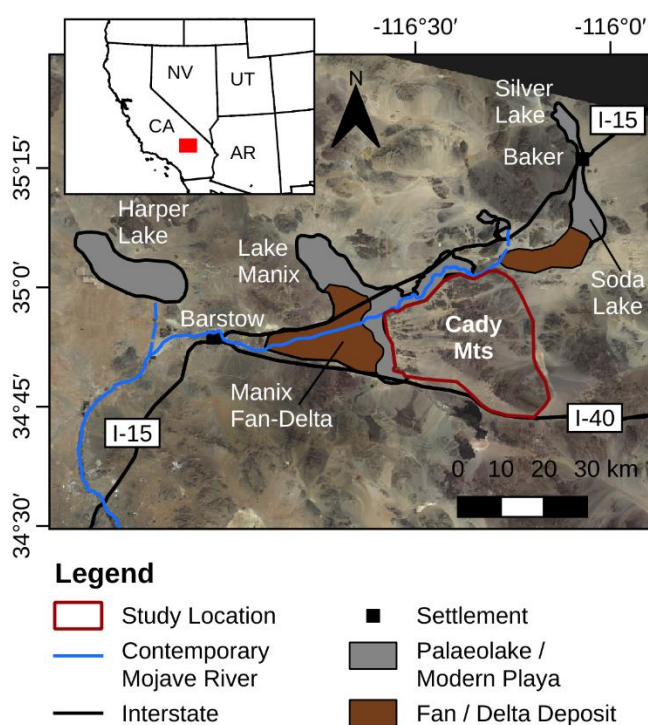 -116°30′
-116°0′
NV
UT
CA
AR
N
Silver
Lake
I-15
Baker
35°15′
Harper
Lake
Lake
Manix
35°0′
Soda
Lake
Barstow
Cady
Mts
Manix
Fan-Delta
34°45′
I-15
I-40
0 10 20 30 km
34°30′
Legend
Study Location
Settlement
Contemporary
Mojave River
Palaeolake /
Modern Playa
Interstate
Fan / Delta Deposit